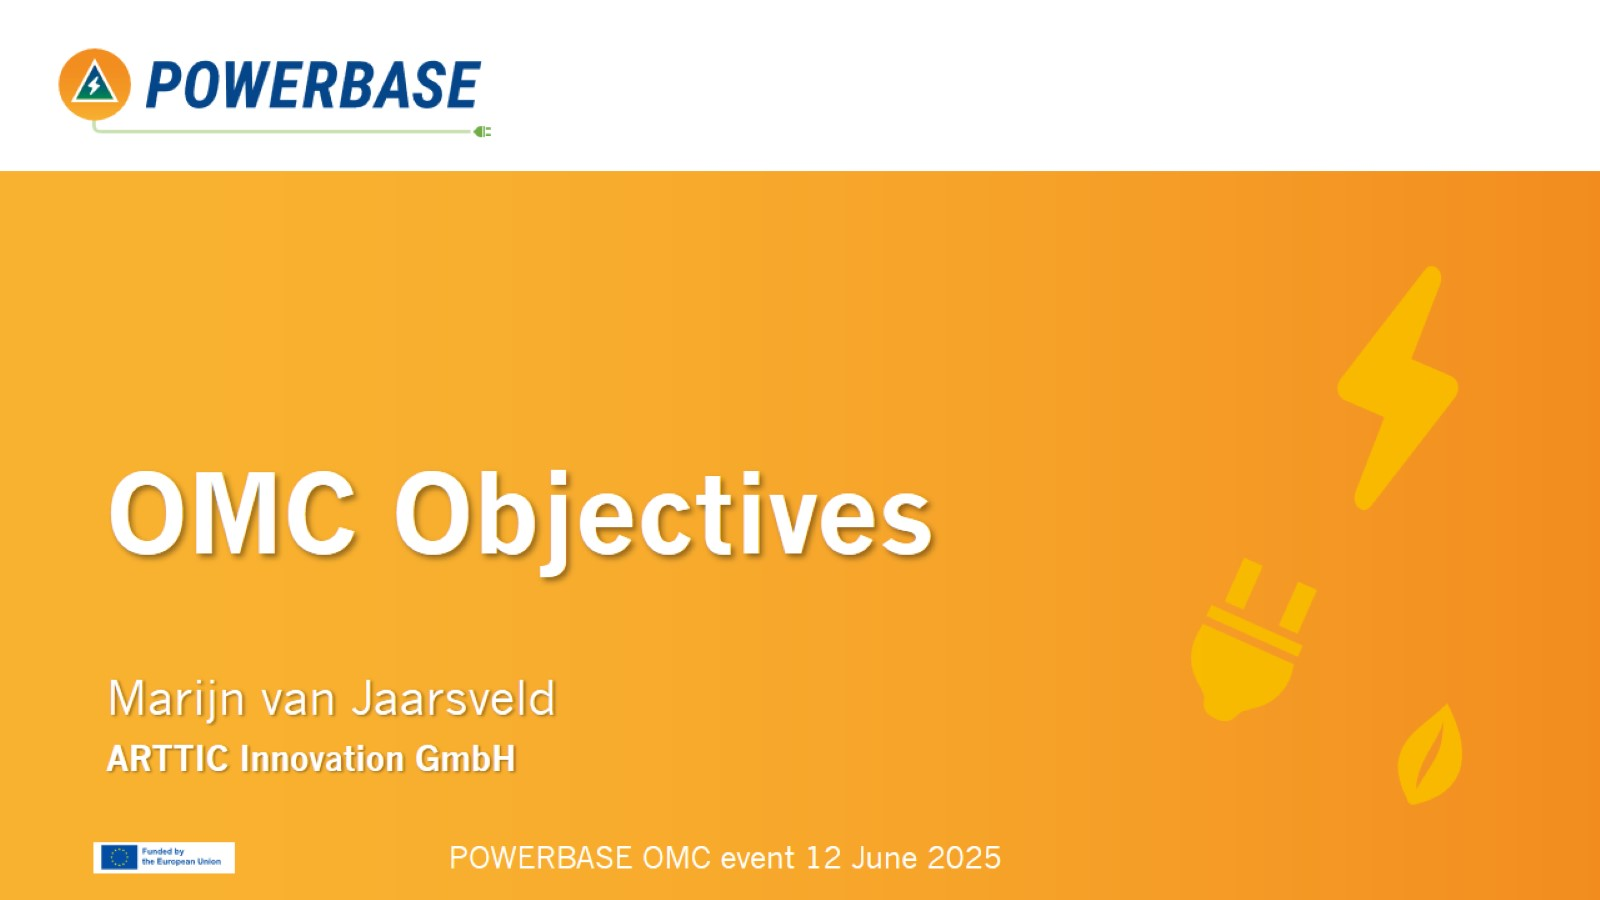 POWERBASE
OMC Objectives
Marijn van Jaarsveld
ARTTIC Innovation GmbH
Funded by
the European Union
POWERBASE OMC event 12 June 2025